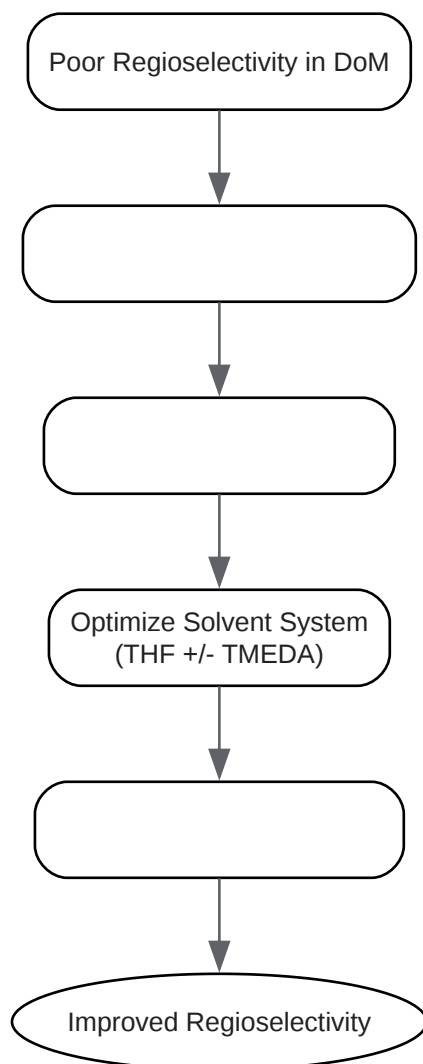 Poor Regioselectivity in DoM
Optimize Solvent System
(THF +/- TMEDA)
Improved Regioselectivity